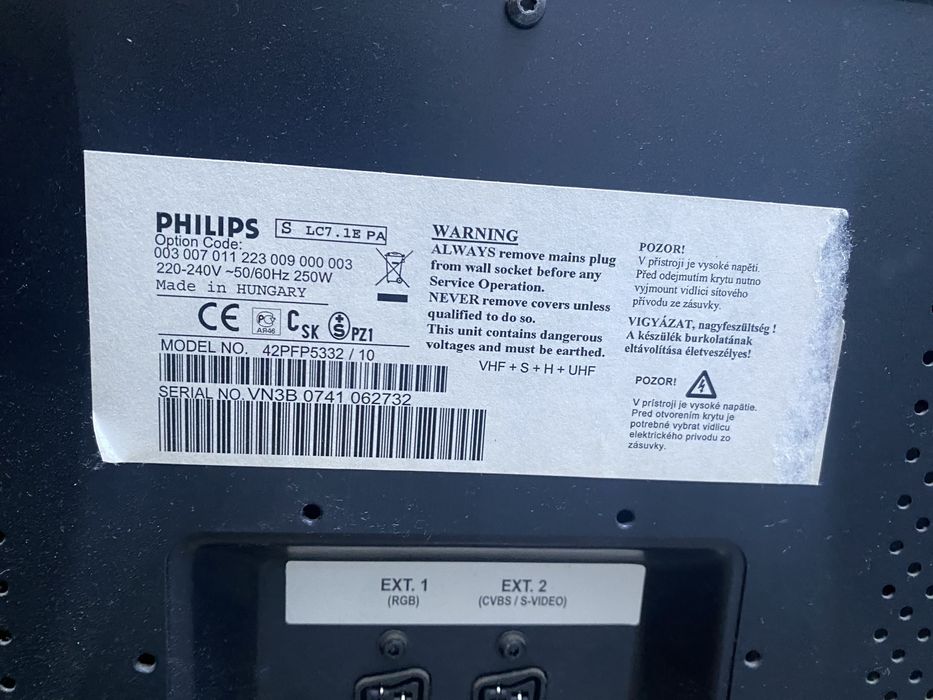 PHILIPS S LC7.1E PA
Option Code:
003 007 011 223 009 000 003
220-240V ~50/60Hz 250W
Made in HUNGARY
CE PC AR46 CSK S PZ1
MODEL NO. 42PFP5332 / 10
SERIAL NO. VN3B 0741 062732
WARNING
ALWAYS remove mains plug
from wall socket before any
Service Operation.
NEVER remove covers unless
qualified to do so.
This unit contains dangerous
voltages and must be earthed.
VHF + S + H + UHF
POZOR!
V přístroji je vysoké napětí.
Před odejmutím krytu nutno
vyjmount vidlici síťového
přívodu ze zásuvky.
VIGYÁZAT, nagyfeszültség !
A készülék burkolatának
eltávolítása életveszélyes!
POZOR!
V prístroji je vysoké napätie.
Pred otvorením krytu je
potrebné vybrat vidlicu
elektrického prívodu zo
zásuvky.
EXT. 1
(RGB)
EXT. 2
(CVBS / S-VIDEO)